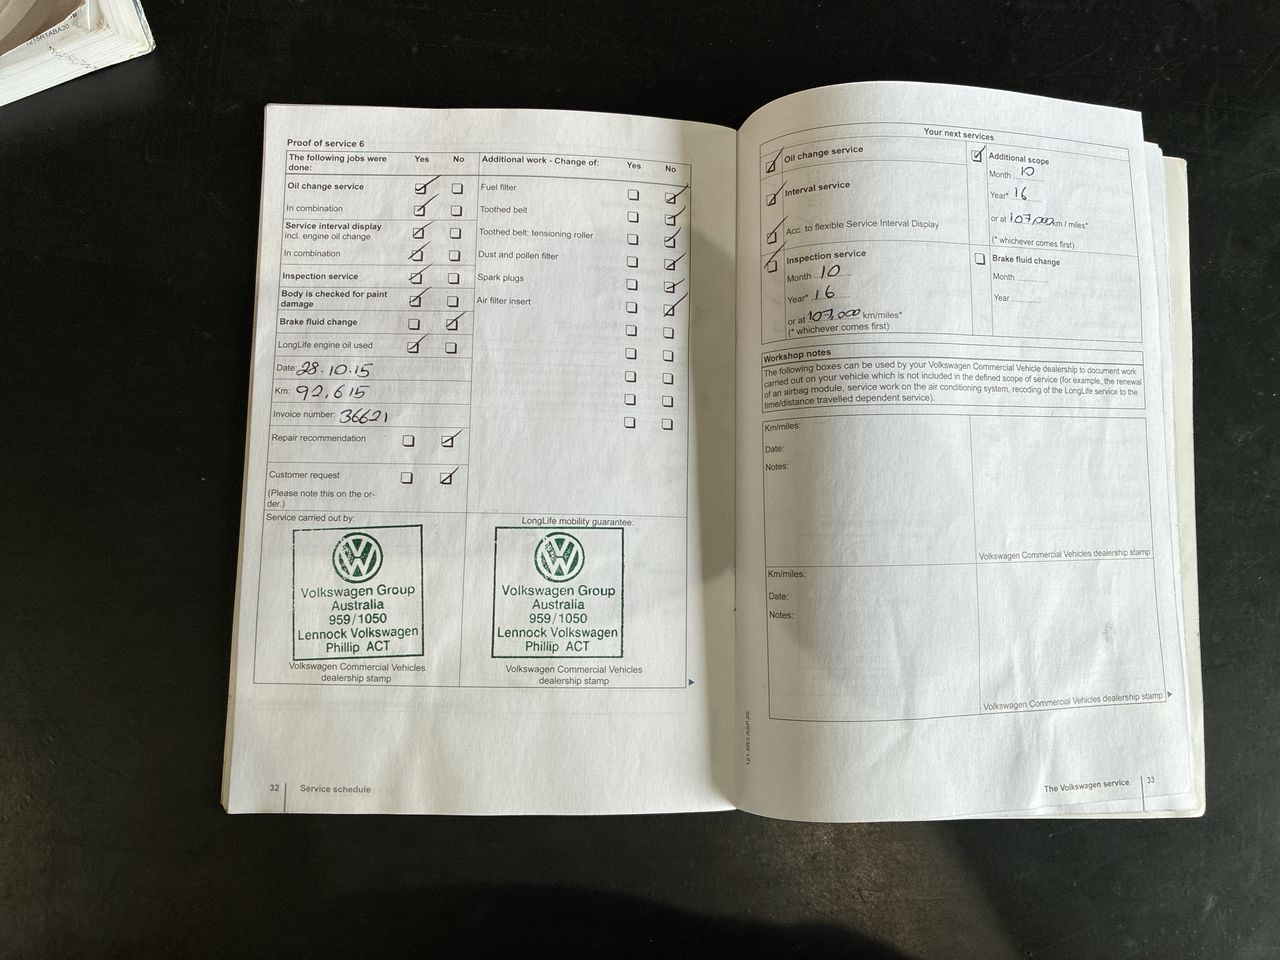 1215R1ABA20
Proof of service 6
The following jobs were done: Yes No
Oil change service
In combination
Service interval display
incl. engine oil change
In combination
Inspection service
Body is checked for paint
damage
Brake fluid change
LongLife engine oil used
Date: 28.10.15
Km: 92,615
Invoice number: 36621
Repair recommendation
Customer request
(Please note this on the or-
der.)
Additional work - Change of: Yes No
Fuel filter
Toothed belt
Toothed belt: tensioning roller
Dust and pollen filter
Spark plugs
Air filter insert
Service carried out by:
VW
Volkswagen Group
Australia
959/1050
Lennock Volkswagen
Phillip ACT
Volkswagen Commercial Vehicles
dealership stamp
LongLife mobility guarantee:
VW
Volkswagen Group
Australia
959/1050
Lennock Volkswagen
Phillip ACT
Volkswagen Commercial Vehicles
dealership stamp
32 Service schedule
Your next services
Oil change service
Interval service
Acc. to flexible Service Interval Display
Inspection service
Month 10
Year* 16
or at 107,000 km/miles*
(* whichever comes first)
Additional scope
Month 10
Year* 16
or at 107,000 km / miles*
(* whichever comes first)
Brake fluid change
Month
Year
Workshop notes
The following boxes can be used by your Volkswagen Commercial Vehicle dealership to document work
carried out on your vehicle which is not included in the defined scope of service (for example, the renewal
of an airbag module, service work on the air conditioning system, recoding of the LongLife service to the
time/distance travelled dependent service).
Km/miles:
Date:
Notes:
Volkswagen Commercial Vehicles dealership stamp
Km/miles:
Date:
Notes:
Volkswagen Commercial Vehicles dealership stamp
121.5R3.AGP.20
The Volkswagen service 33